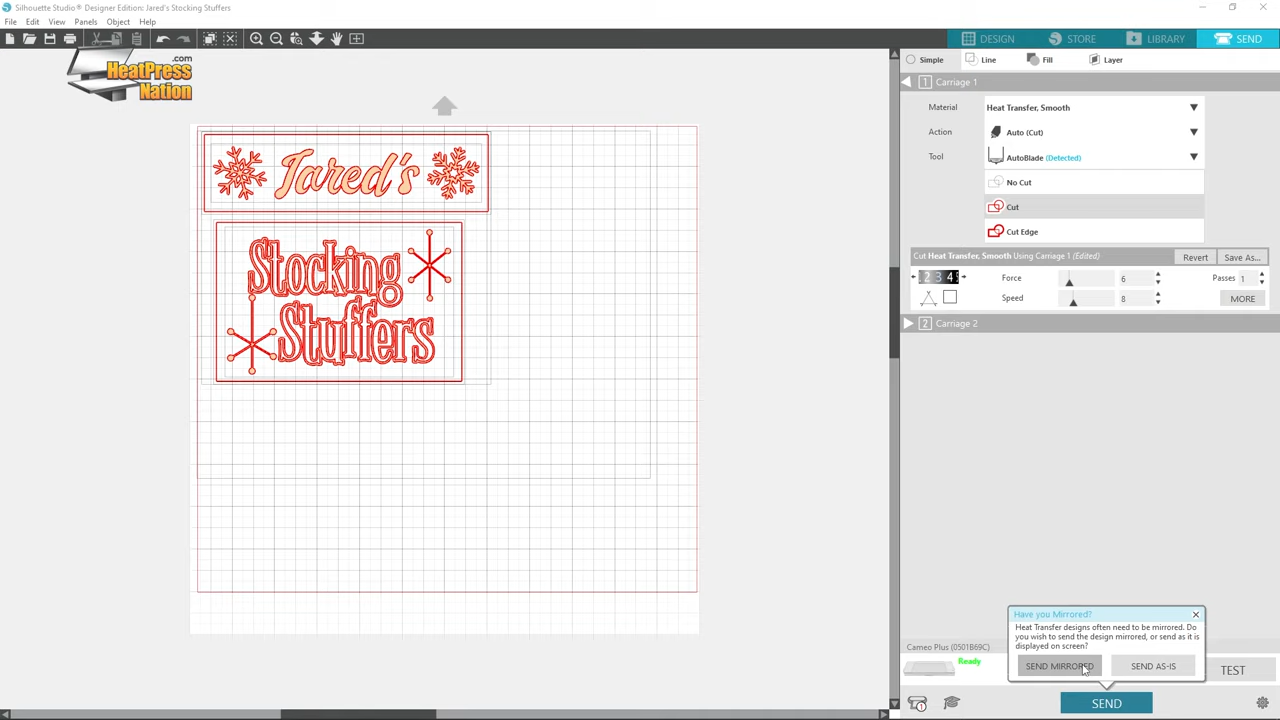 Silhouette Studio® Designer Edition: Jared's Stocking Stuffers
File Edit View Panels Object Help
DESIGN STORE LIBRARY SEND
.com
HeatPress
Nation
Simple Line Fill Layer
1 Carriage 1
Material Heat Transfer, Smooth
Action Auto (Cut)
Tool AutoBlade (Detected)
No Cut
Cut
Cut Edge
Cut Heat Transfer, Smooth Using Carriage 1 (Edited) Revert Save As...
Force 6 Passes 1
Speed 8 MORE
2 Carriage 2
Jared's
Stocking
Stuffers
Have you Mirrored?
Heat Transfer designs often need to be mirrored. Do
you wish to send the design mirrored, or send as it is
displayed on screen?
SEND MIRRORED SEND AS-IS
Cameo Plus (0501B69C)
Ready
TEST
SEND